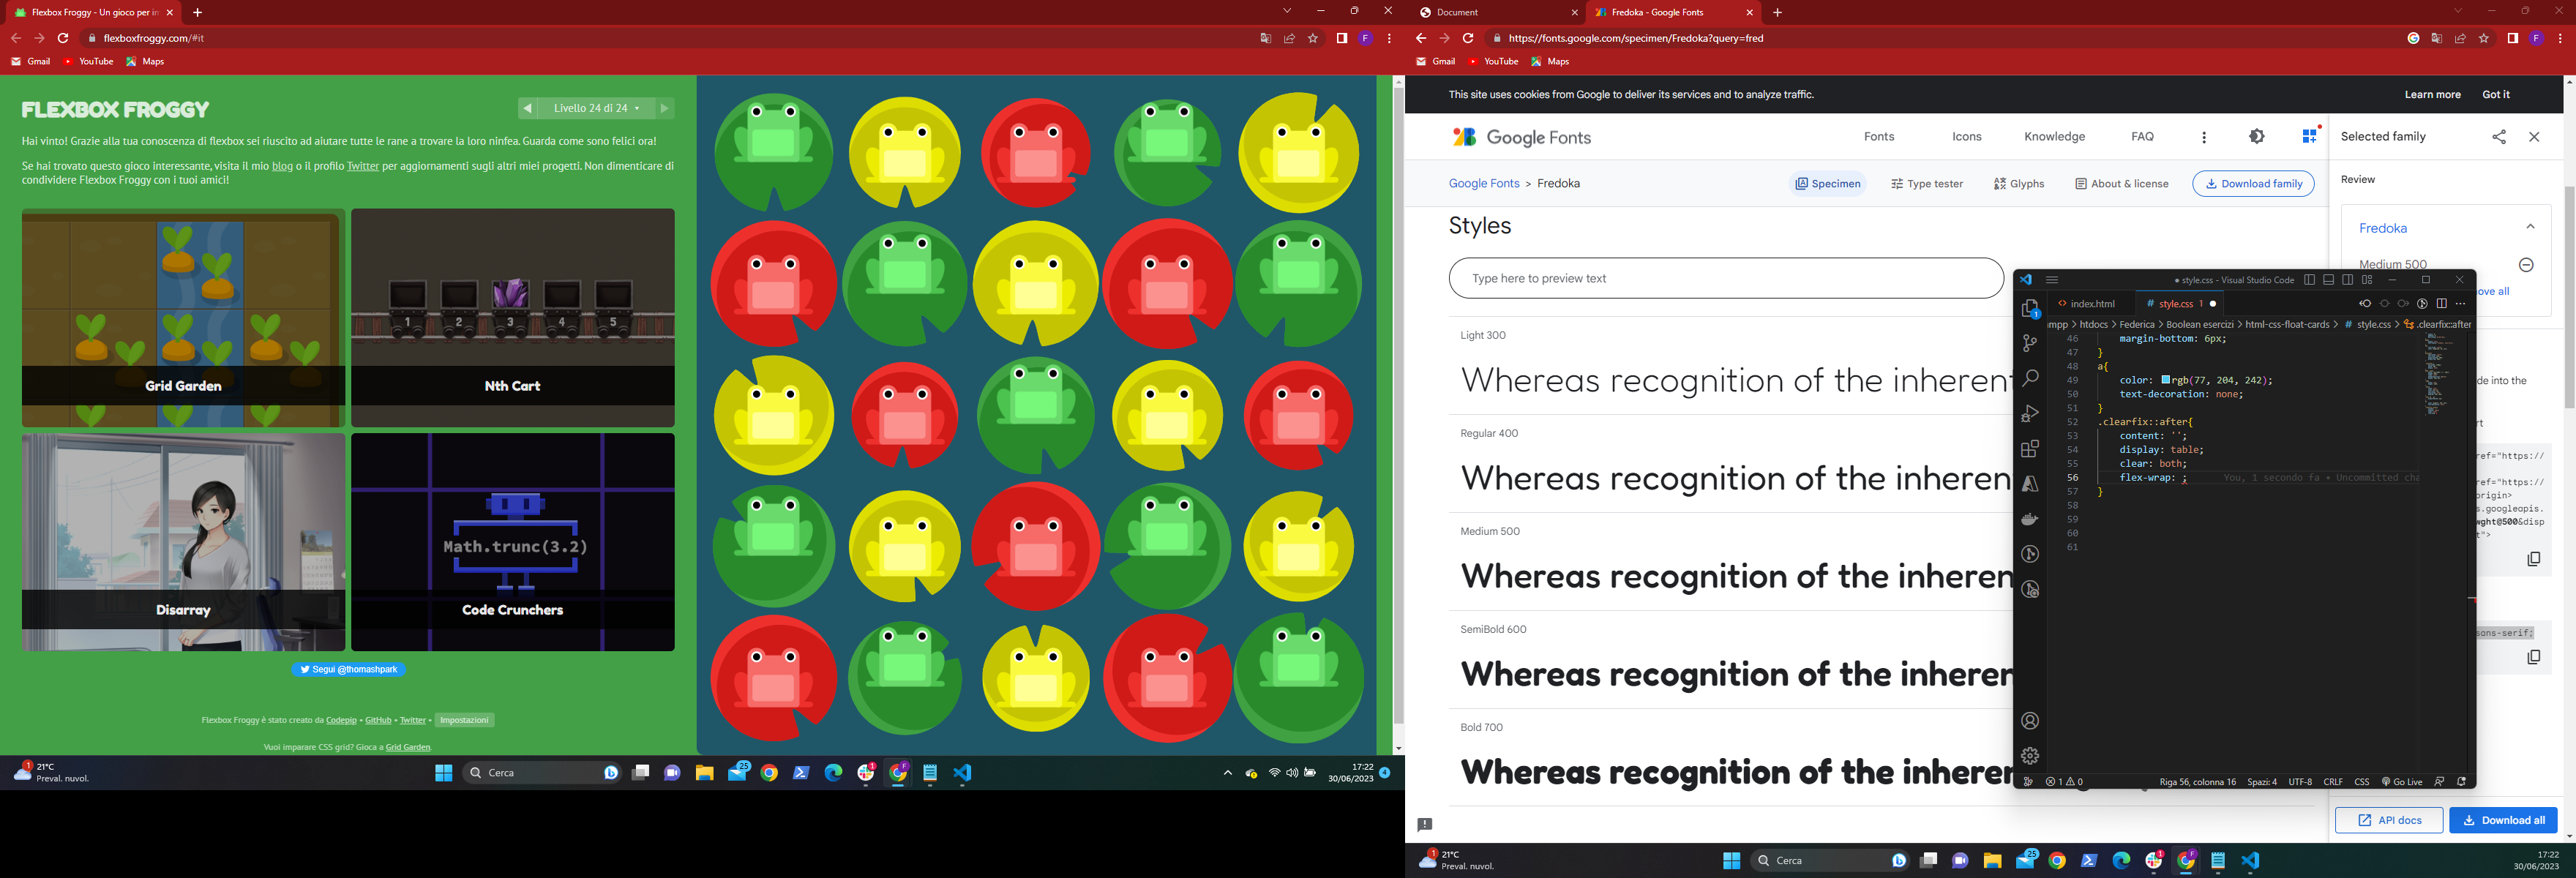 Flexbox Froggy - Un gioco per im
flexboxfroggy.com/#it
F
Gmail
YouTube
Maps
FLEXBOX FROGGY
Livello 24 di 24
Hai vinto! Grazie alla tua conoscenza di flexbox sei riuscito ad aiutare tutte le rane a trovare la loro ninfea. Guarda come sono felici ora!
Se hai trovato questo gioco interessante, visita il mio blog o il profilo Twitter per aggiornamenti sugli altri miei progetti. Non dimenticare di
condividere Flexbox Froggy con i tuoi amici!
Grid Garden
1 2 3 4 5
Nth Cart
Disarray
Math.trunc(3.2)
Code Crunchers
Segui @thomashpark
Flexbox Froggy è stato creato da Codepip • GitHub • Twitter • Impostazioni
Vuoi imparare CSS grid? Gioca a Grid Garden.
1
21°C
Preval. nuvol.
Cerca
25
1
F
17:22
30/06/2023
4
Document
Fredoka - Google Fonts
https://fonts.google.com/specimen/Fredoka?query=fred
F
Gmail
YouTube
Maps
This site uses cookies from Google to deliver its services and to analyze traffic.
Learn more
Got it
Google Fonts
Fonts
Icons
Knowledge
FAQ
Selected family
Google Fonts > Fredoka
Specimen
Type tester
Glyphs
About & license
Download family
Review
Styles
Fredoka
Type here to preview text
Medium 500
ove all
Light 300
Whereas recognition of the inherent
Regular 400
Whereas recognition of the inherent
Medium 500
Whereas recognition of the inheren
SemiBold 600
Whereas recognition of the inheren
Bold 700
Whereas recognition of the inherer
de into the
rt
ref="https://
ref="https://
origin>
s.googleapis.
wght@500&disp
t">
sans-serif;
API docs
Download all
style.css - Visual Studio Code
index.html
# style.css 1
1
mpp > htdocs > Federica > Boolean esercizi > html-css-float-cards > # style.css > .clearfix::after
46 margin-bottom: 6px;
47 }
48 a{
49 color: rgb(77, 204, 242);
50 text-decoration: none;
51 }
52 .clearfix::after{
53 content: '';
54 display: table;
55 clear: both;
56 flex-wrap: ; You, 1 secondo fa • Uncommitted cha
57 }
58
59
60
61
1 0
Riga 56, colonna 16
Spazi: 4
UTF-8
CRLF
CSS
Go Live
1
21°C
Preval. nuvol.
Cerca
25
1
F
17:22
30/06/2023